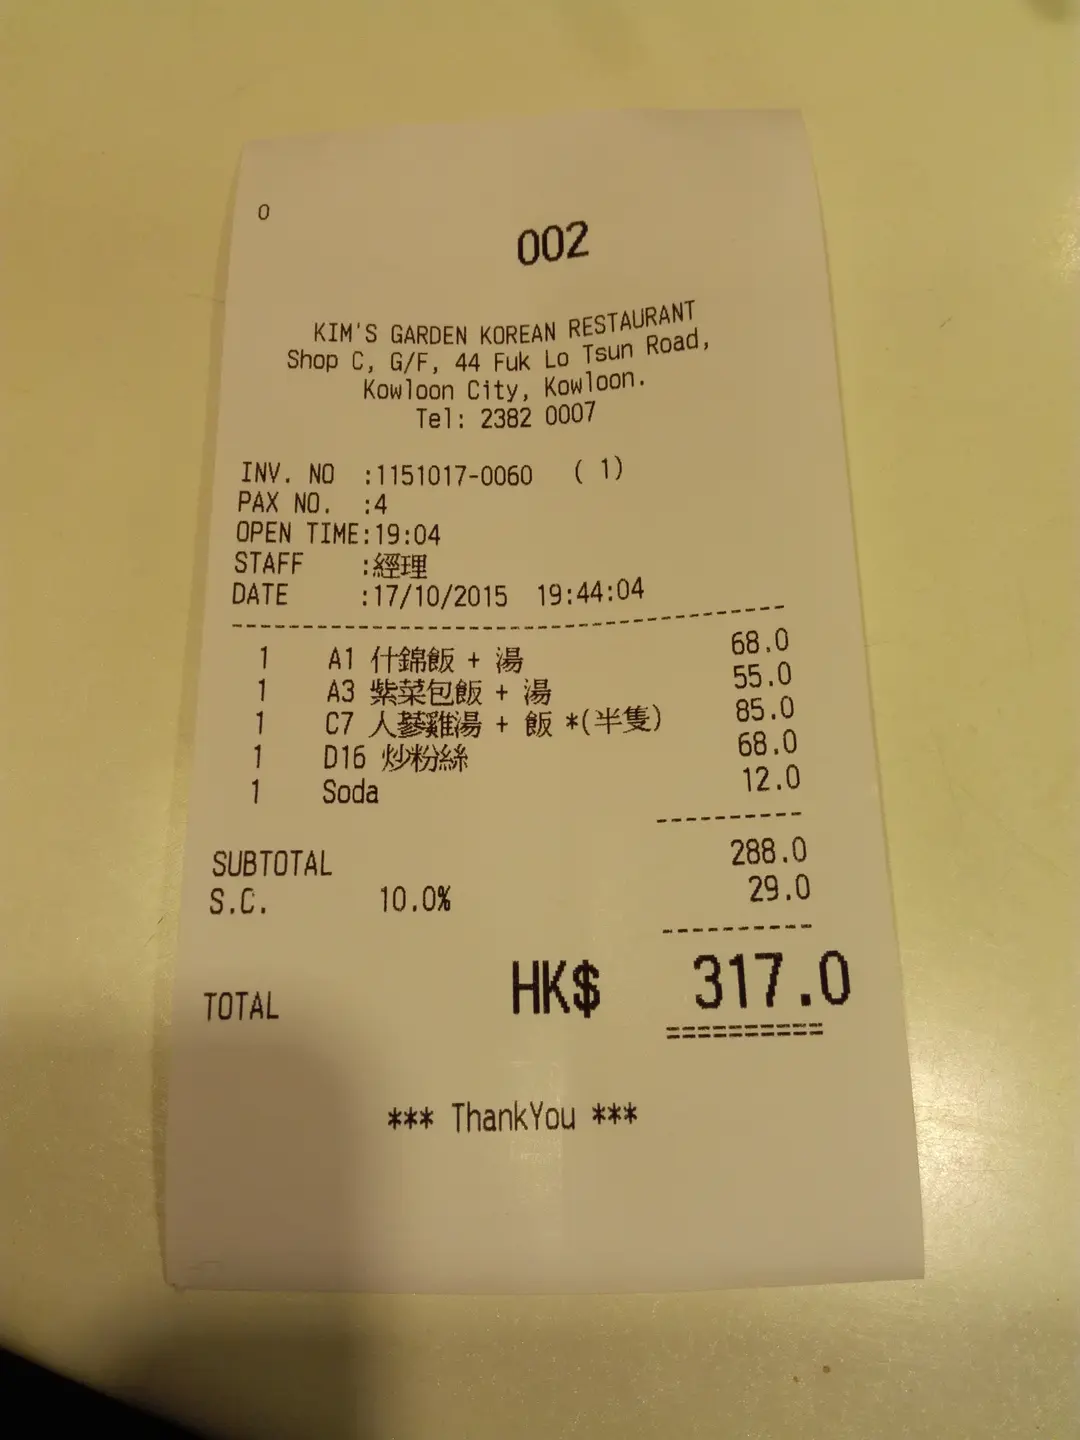 0
002
KIM'S GARDEN KOREAN RESTAURANT
Shop C, G/F, 44 Fuk Lo Tsun Road,
Kowloon City, Kowloon.
Tel: 2382 0007
INV. NO :1151017-0060 ( 1)
PAX NO. :4
OPEN TIME:19:04
STAFF :經理
DATE :17/10/2015 19:44:04
1 A1 什錦飯 + 湯 68.0
1 A3 紫菜包飯 + 湯 55.0
1 C7 人蔘雞湯 + 飯 *(半隻) 85.0
1 D16 炒粉絲 68.0
1 Soda 12.0
SUBTOTAL 288.0
S.C. 10.0% 29.0
TOTAL HK$ 317.0
*** ThankYou ***